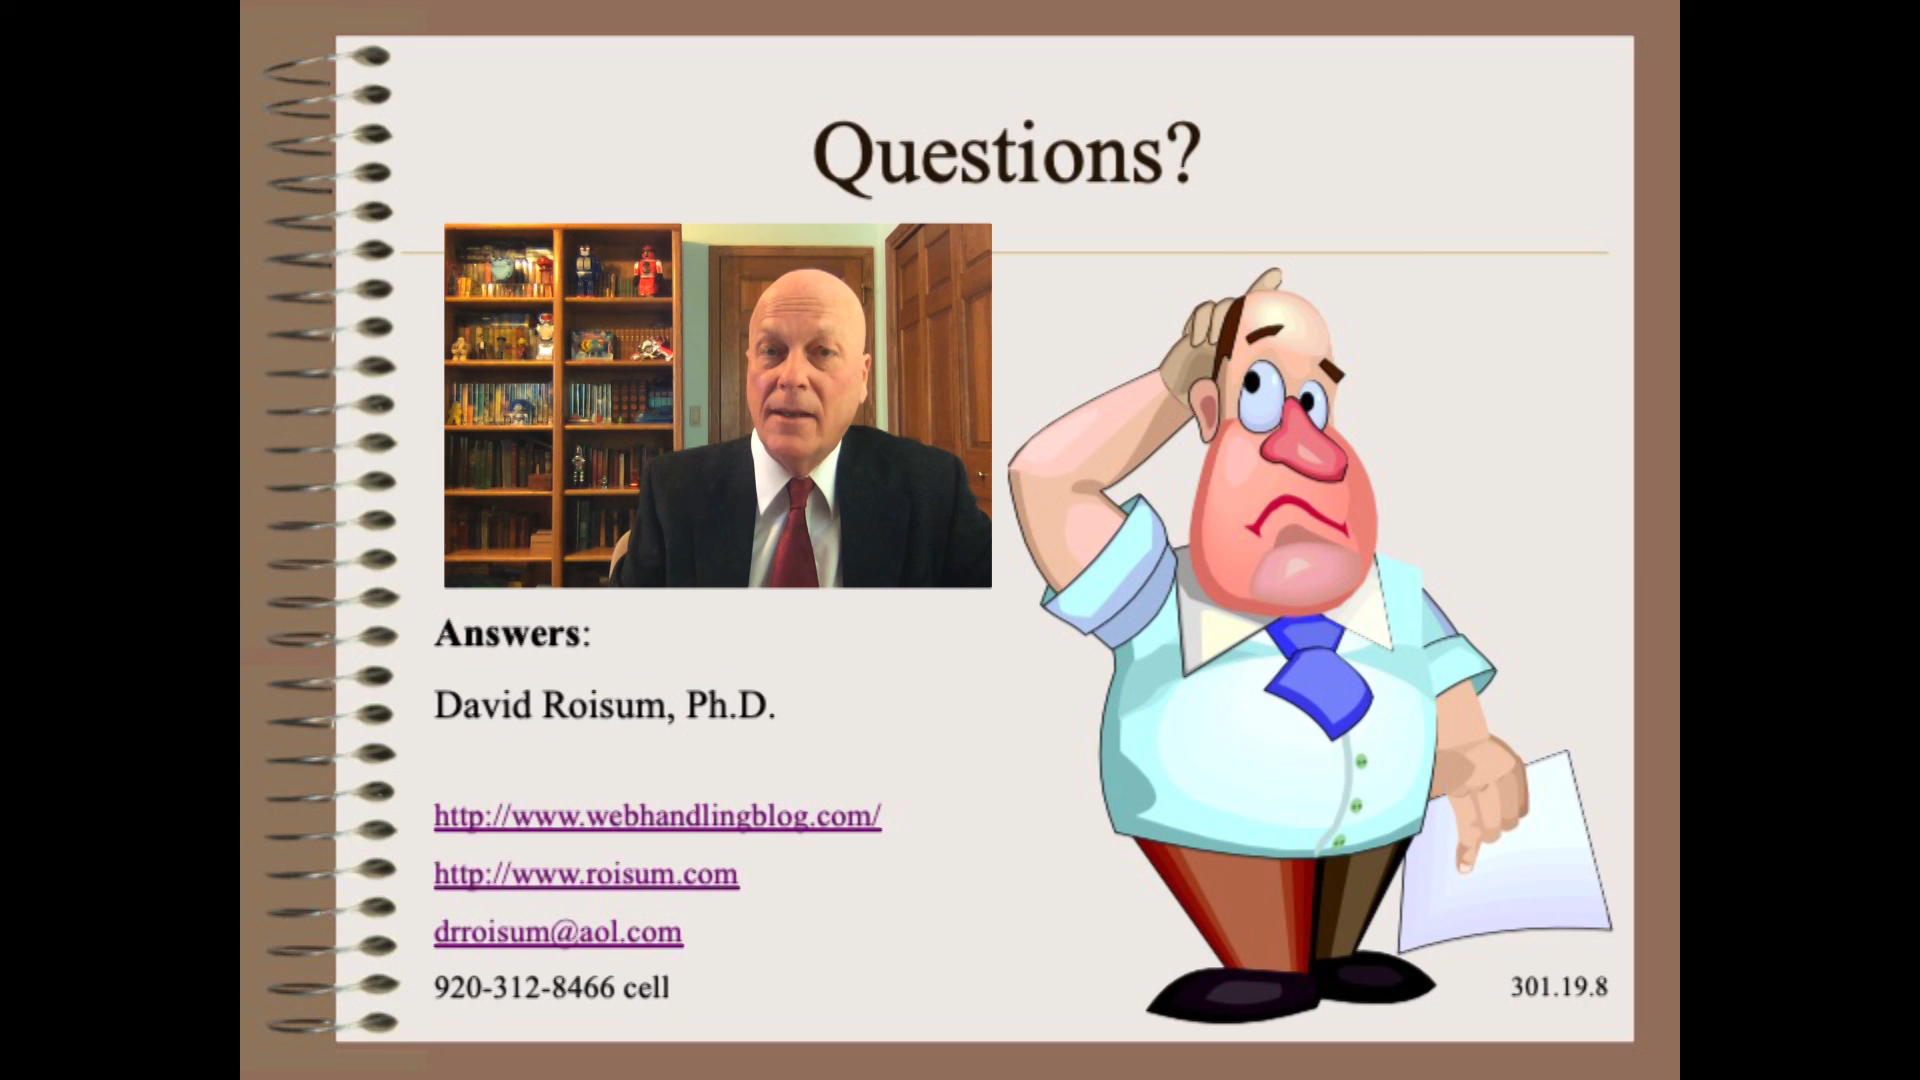 Questions?
Answers:
David Roisum, Ph.D.
http://www.webhandlingblog.com/
http://www.roisum.com
drroisum@aol.com
920-312-8466 cell
301.19.8